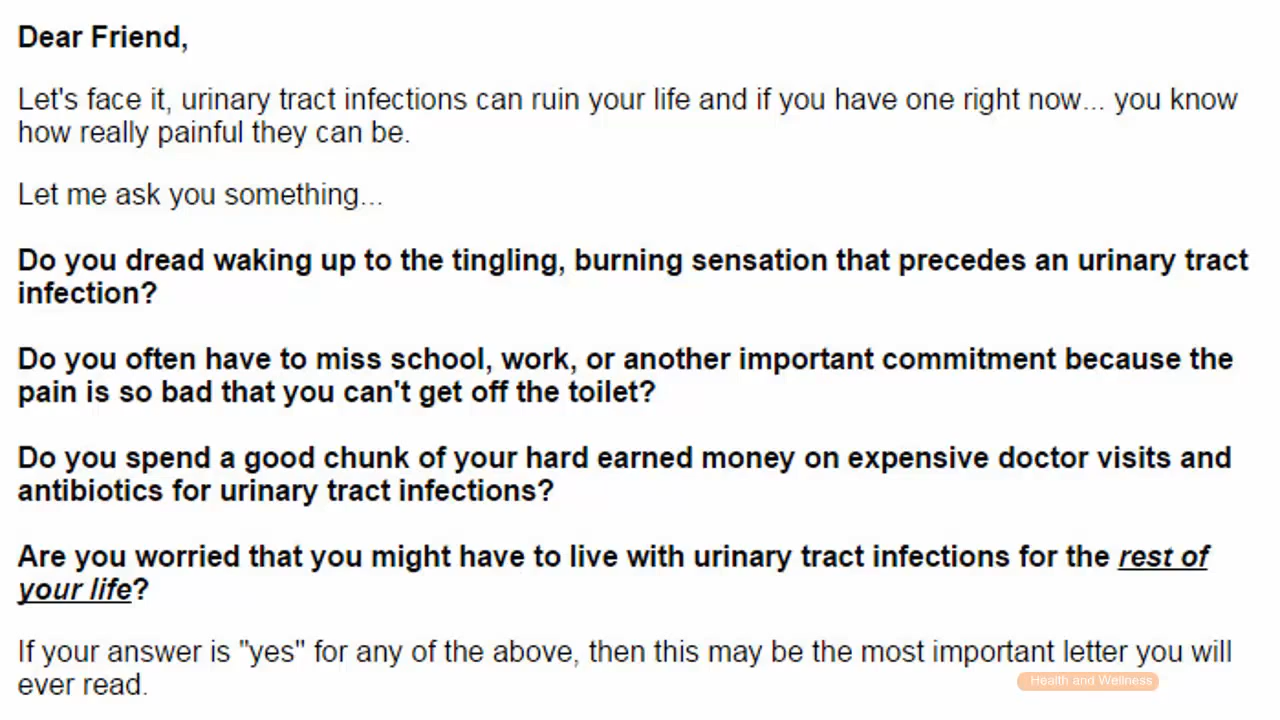 Dear Friend,
Let's face it, urinary tract infections can ruin your life and if you have one right now... you know
how really painful they can be.
Let me ask you something...
Do you dread waking up to the tingling, burning sensation that precedes an urinary tract
infection?
Do you often have to miss school, work, or another important commitment because the
pain is so bad that you can't get off the toilet?
Do you spend a good chunk of your hard earned money on expensive doctor visits and
antibiotics for urinary tract infections?
Are you worried that you might have to live with urinary tract infections for the rest of
your life?
If your answer is "yes" for any of the above, then this may be the most important letter you will
ever read.
Health and Wellness